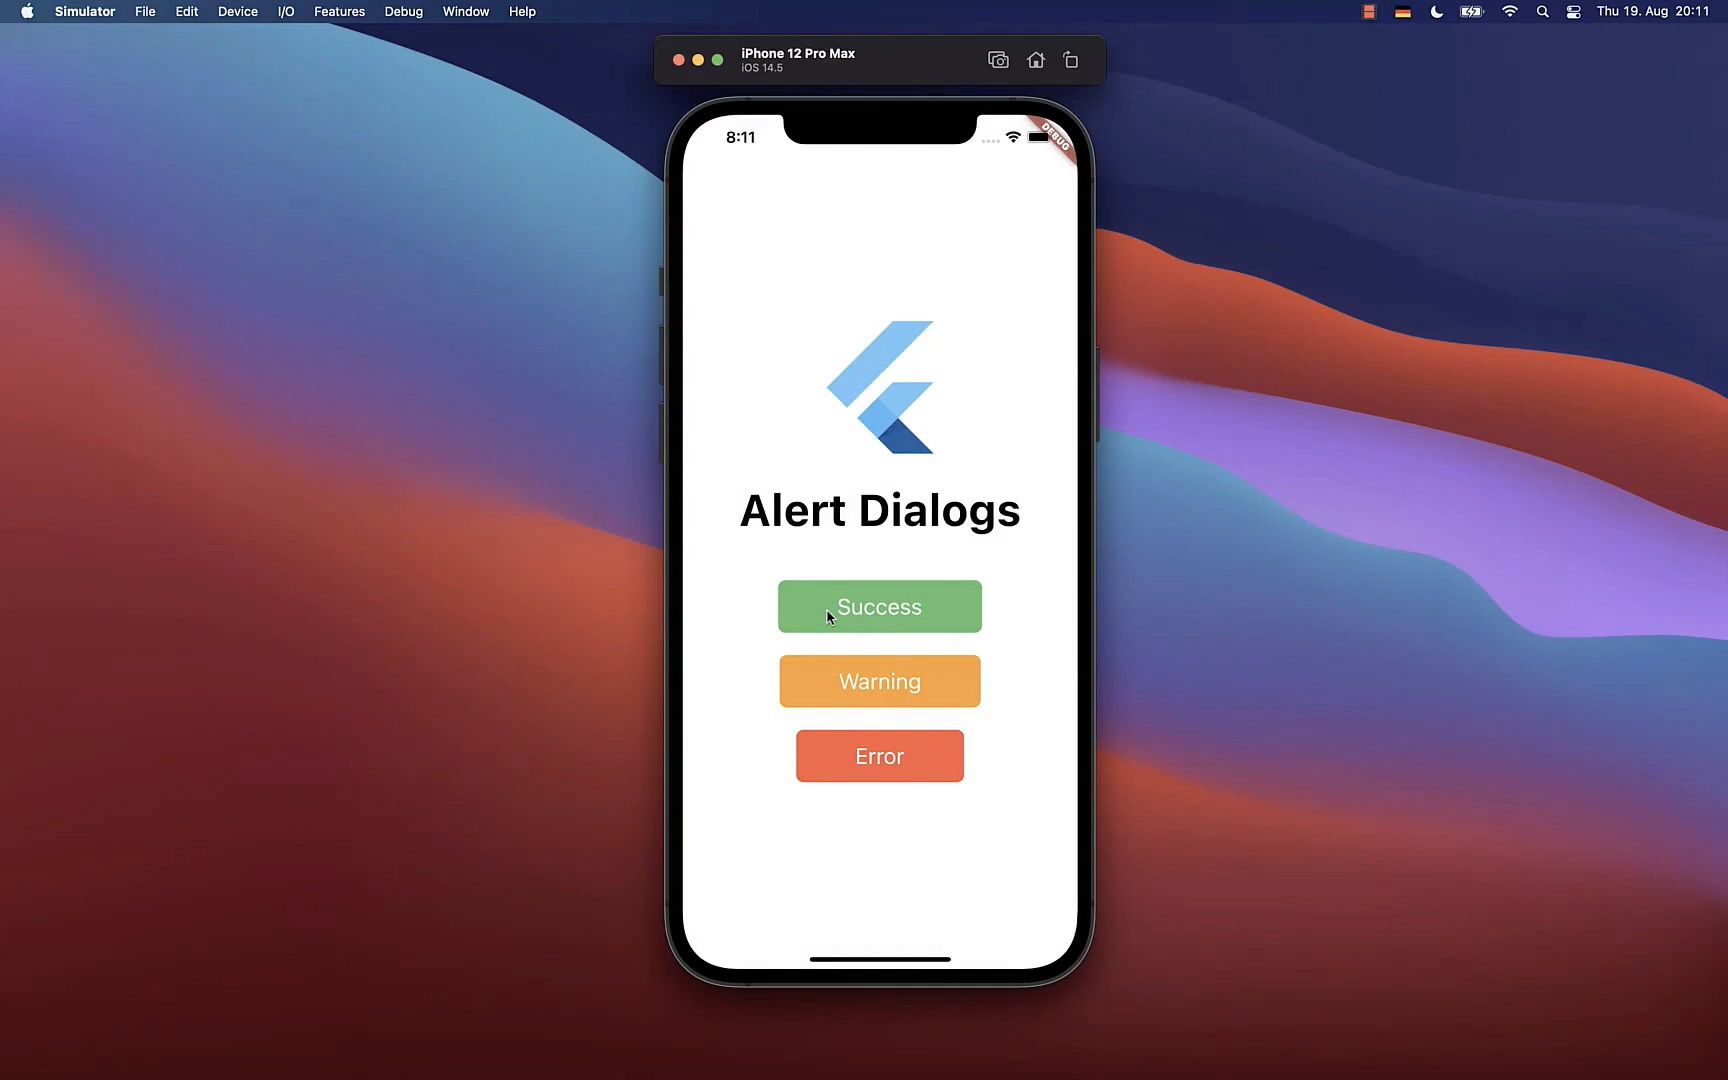 Simulator File Edit Device I/O Features Debug Window Help Thu 19. Aug 20:11
iPhone 12 Pro Max
iOS 14.5
8:11
DEBUG
Alert Dialogs
Success
Warning
Error